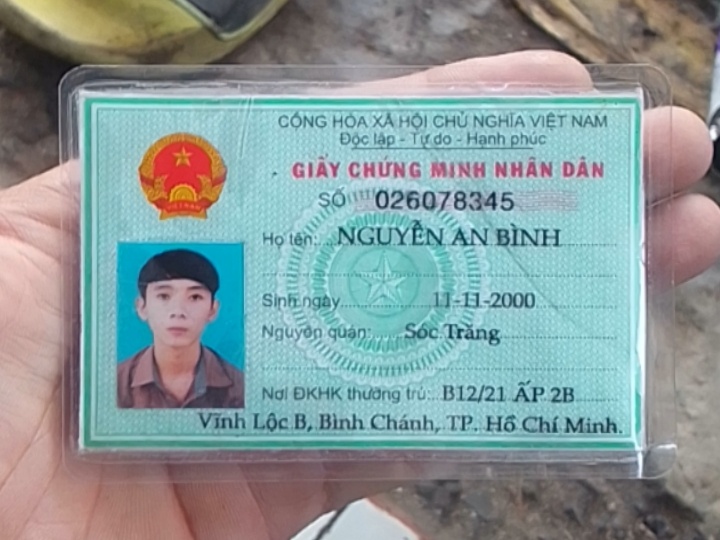 CỘNG HÒA XÃ HỘI CHỦ NGHĨA VIỆT NAM
Độc lập - Tự do - Hạnh phúc
GIẤY CHỨNG MINH NHÂN DÂN
SỐ 026078345
Họ tên: NGUYỄN AN BÌNH
Sinh ngày 11-11-2000
Nguyên quán: Sóc Trăng
Nơi ĐKHK thường trú: B12/21 ẤP 2B
Vĩnh Lộc B, Bình Chánh, TP. Hồ Chí Minh.
VIỆT NAM